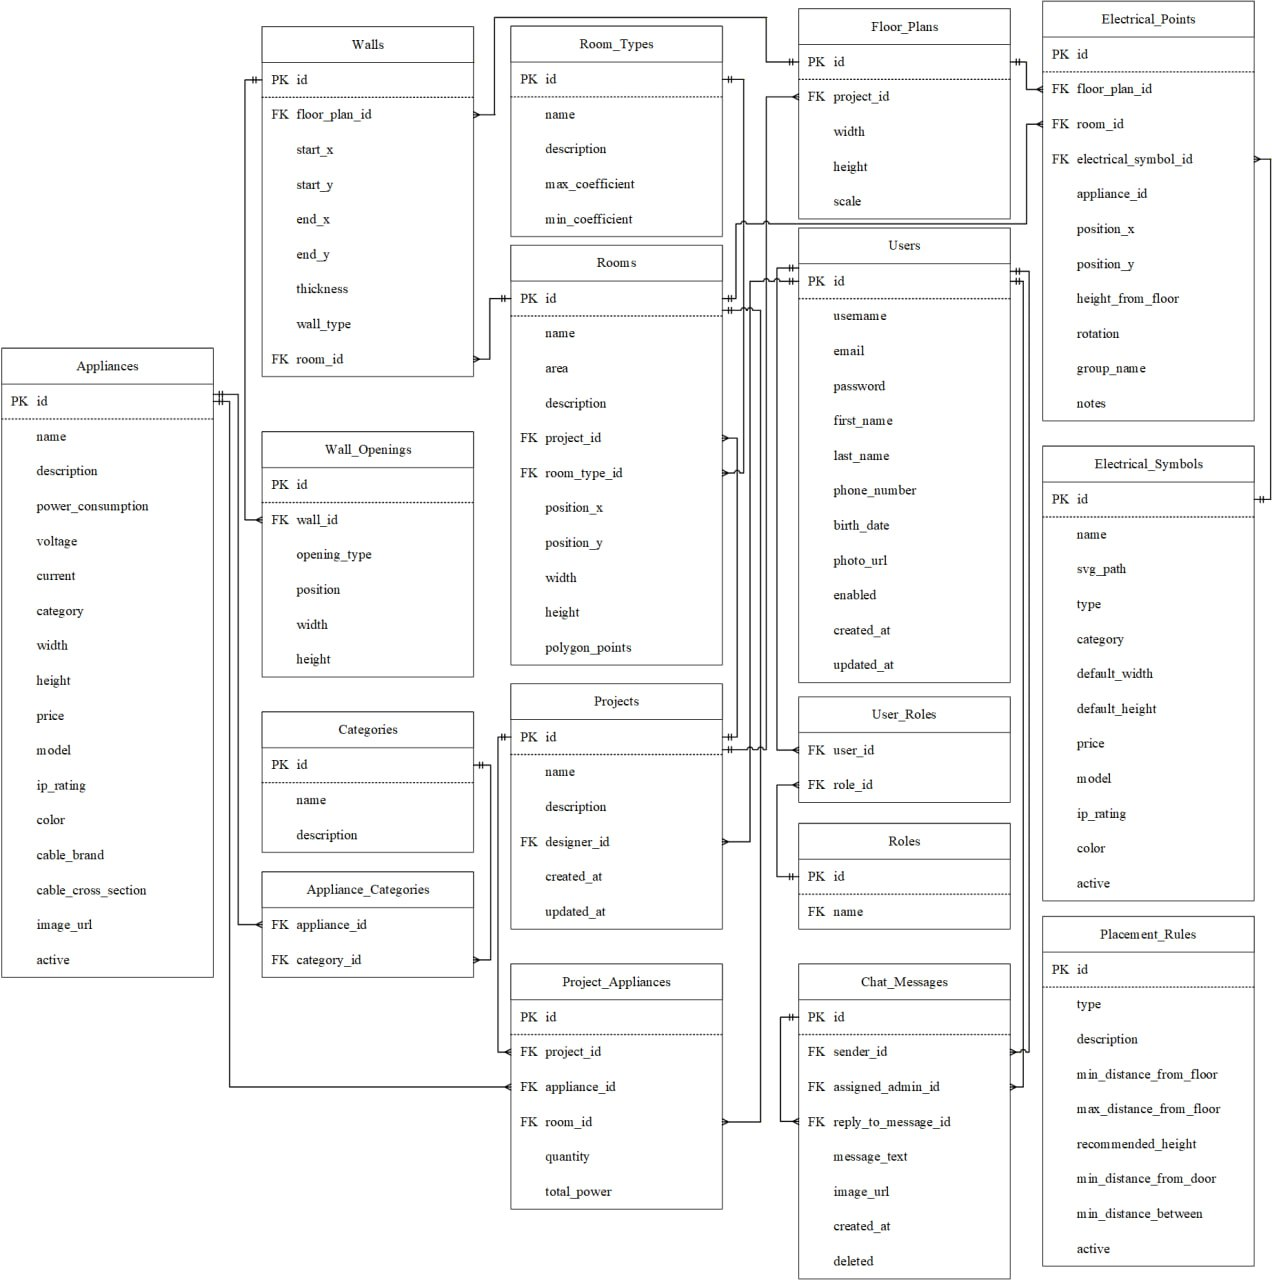 Walls
PK id
FK floor_plan_id
start_x
start_y
end_x
end_y
thickness
wall_type
FK room_id
Room_Types
PK id
name
description
max_coefficient
min_coefficient
Floor_Plans
PK id
FK project_id
width
height
scale
Electrical_Points
PK id
FK floor_plan_id
FK room_id
FK electrical_symbol_id
appliance_id
position_x
position_y
height_from_floor
rotation
group_name
notes
Rooms
PK id
name
area
description
FK project_id
FK room_type_id
position_x
position_y
width
height
polygon_points
Users
PK id
username
email
password
first_name
last_name
phone_number
birth_date
photo_url
enabled
created_at
updated_at
Appliances
PK id
name
description
power_consumption
voltage
current
category
width
height
price
model
ip_rating
color
cable_brand
cable_cross_section
image_url
active
Wall_Openings
PK id
FK wall_id
opening_type
position
width
height
Electrical_Symbols
PK id
name
svg_path
type
category
default_width
default_height
price
model
ip_rating
color
active
Categories
PK id
name
description
Projects
PK id
name
description
FK designer_id
created_at
updated_at
User_Roles
FK user_id
FK role_id
Roles
PK id
FK name
Appliance_Categories
FK appliance_id
FK category_id
Project_Appliances
PK id
FK project_id
FK appliance_id
FK room_id
quantity
total_power
Chat_Messages
PK id
FK sender_id
FK assigned_admin_id
FK reply_to_message_id
message_text
image_url
created_at
deleted
Placement_Rules
PK id
type
description
min_distance_from_floor
max_distance_from_floor
recommended_height
min_distance_from_door
min_distance_between
active